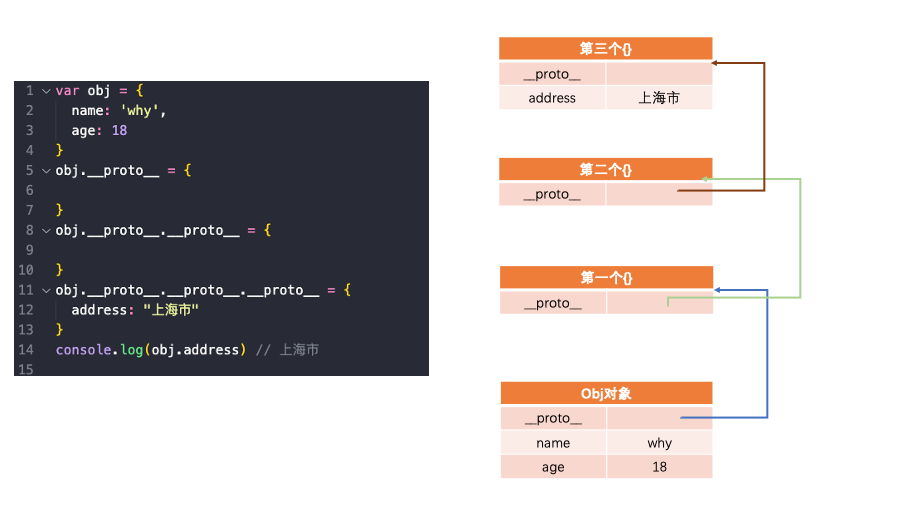 1 var obj = {
2 name: 'why',
3 age: 18
4 }
5 obj.__proto__ = {
6
7 }
8 obj.__proto__.__proto__ = {
9
10 }
11 obj.__proto__.__proto__.__proto__ = {
12 address: "上海市"
13 }
14 console.log(obj.address) // 上海市
15
第三个{}
__proto__
address 上海市
第二个{}
__proto__
第一个{}
__proto__
Obj对象
__proto__
name why
age 18